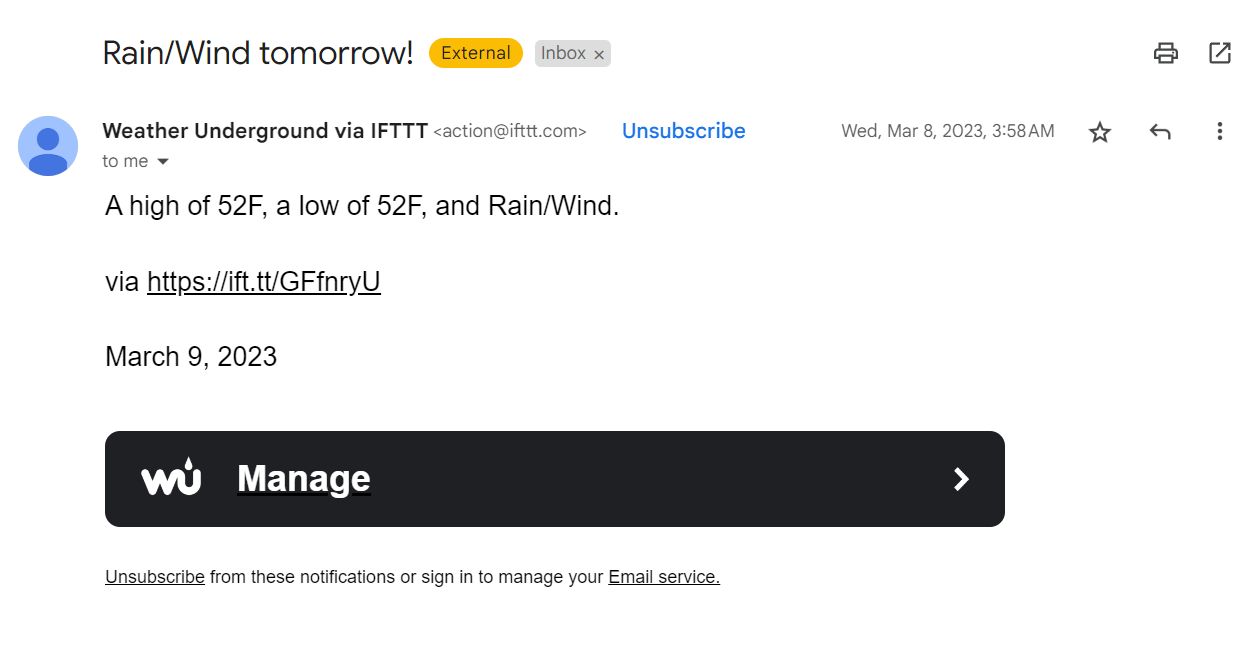 Rain/Wind tomorrow! External Inbox ×
Weather Underground via IFTTT <action@ifttt.com> Unsubscribe Wed, Mar 8, 2023, 3:58 AM
to me
A high of 52F, a low of 52F, and Rain/Wind.
via https://ift.tt/GFfnryU
March 9, 2023
wu Manage
Unsubscribe from these notifications or sign in to manage your Email service.